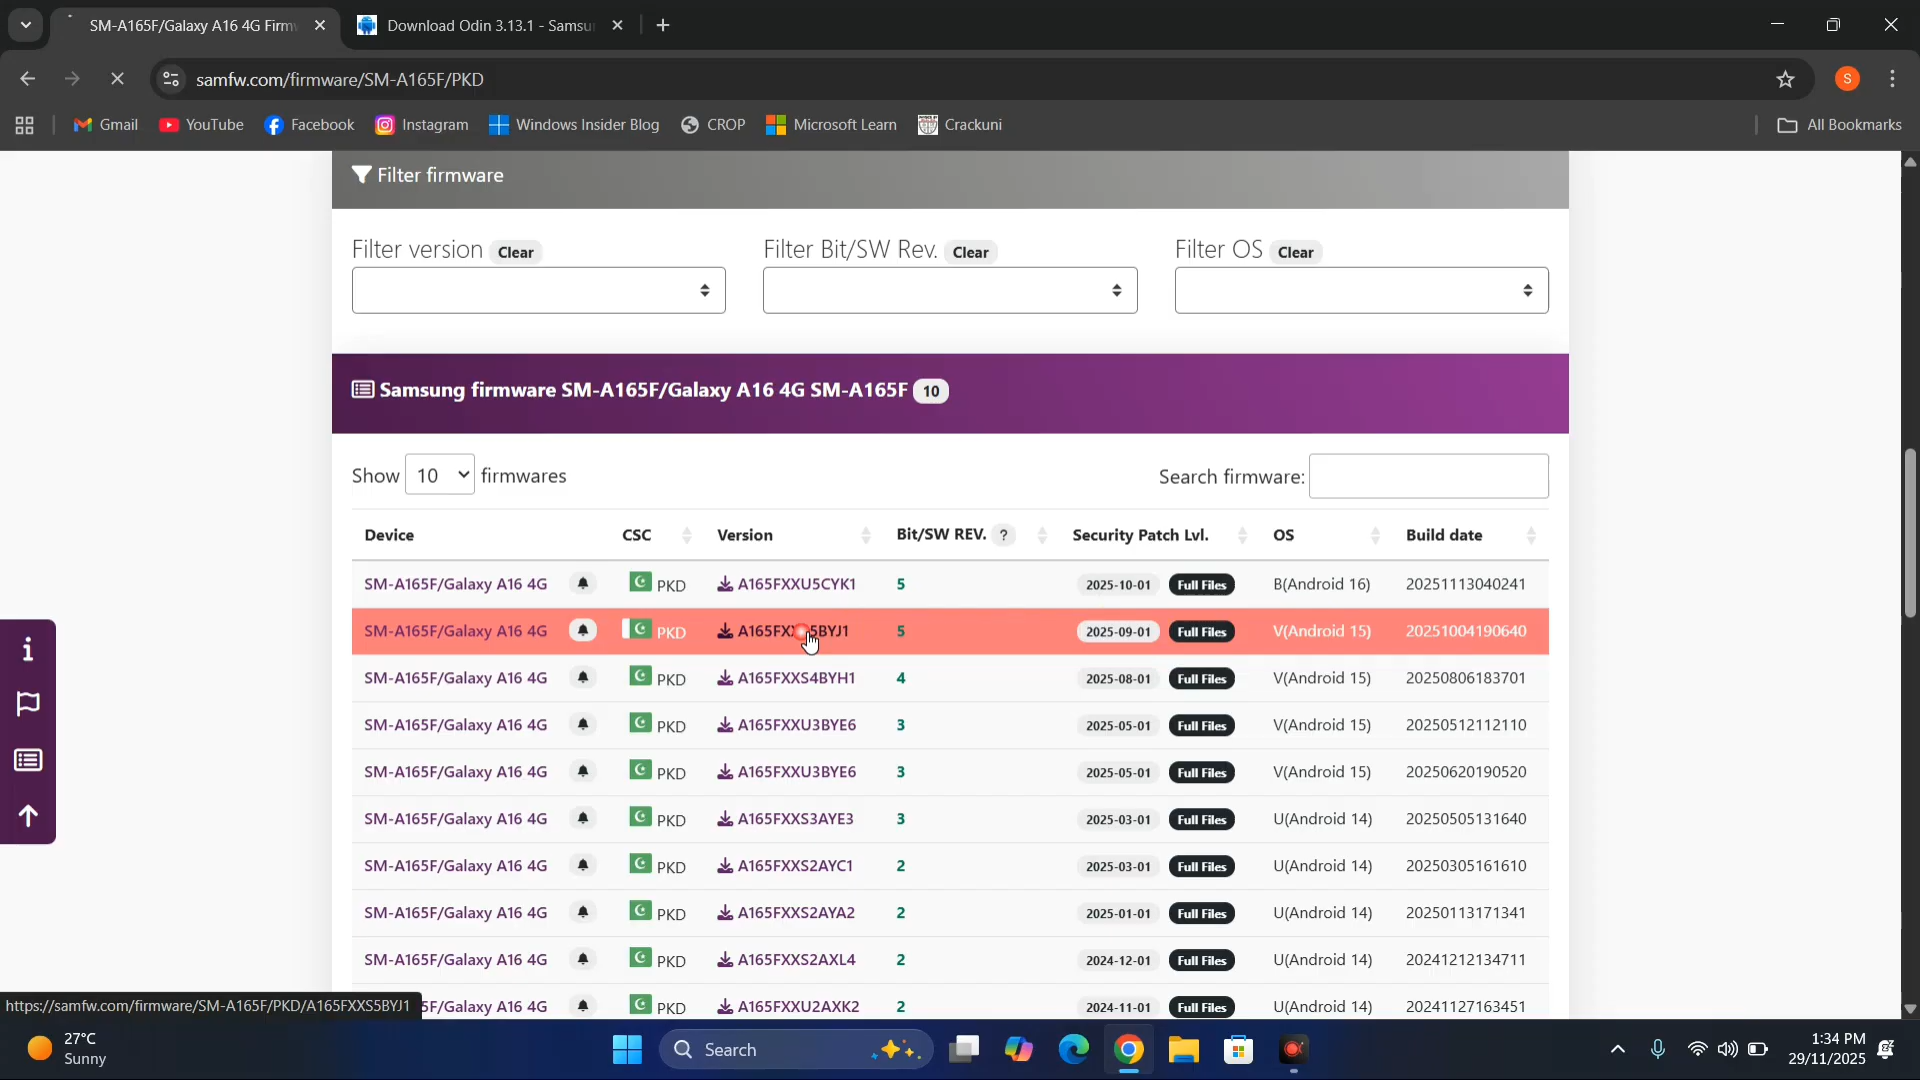 SM-A165F/Galaxy A16 4G Firm
Download Odin 3.13.1 - Samsu
samfw.com/firmware/SM-A165F/PKD
S
Gmail YouTube Facebook Instagram Windows Insider Blog CROP Microsoft Learn Crackuni All Bookmarks
Filter firmware
Filter version Clear Filter Bit/SW Rev. Clear Filter OS Clear
Samsung firmware SM-A165F/Galaxy A16 4G SM-A165F 10
Show 10 firmwares Search firmware:
Device CSC Version Bit/SW REV. ? Security Patch Lvl. OS Build date
SM-A165F/Galaxy A16 4G PKD A165FXXU5CYK1 5 2025-10-01 Full Files B(Android 16) 20251113040241
SM-A165F/Galaxy A16 4G PKD A165FXXS5BYJ1 5 2025-09-01 Full Files V(Android 15) 20251004190640
SM-A165F/Galaxy A16 4G PKD A165FXXS4BYH1 4 2025-08-01 Full Files V(Android 15) 20250806183701
SM-A165F/Galaxy A16 4G PKD A165FXXU3BYE6 3 2025-05-01 Full Files V(Android 15) 20250512112110
SM-A165F/Galaxy A16 4G PKD A165FXXU3BYE6 3 2025-05-01 Full Files V(Android 15) 20250620190520
SM-A165F/Galaxy A16 4G PKD A165FXXS3AYE3 3 2025-03-01 Full Files U(Android 14) 20250505131640
SM-A165F/Galaxy A16 4G PKD A165FXXS2AYC1 2 2025-03-01 Full Files U(Android 14) 20250305161610
SM-A165F/Galaxy A16 4G PKD A165FXXS2AYA2 2 2025-01-01 Full Files U(Android 14) 20250113171341
SM-A165F/Galaxy A16 4G PKD A165FXXS2AXL4 2 2024-12-01 Full Files U(Android 14) 20241212134711
5F/Galaxy A16 4G PKD A165FXXU2AXK2 2 2024-11-01 Full Files U(Android 14) 20241127163451
https://samfw.com/firmware/SM-A165F/PKD/A165FXXS5BYJ1
27°C
Sunny
Search
1:34 PM
29/11/2025